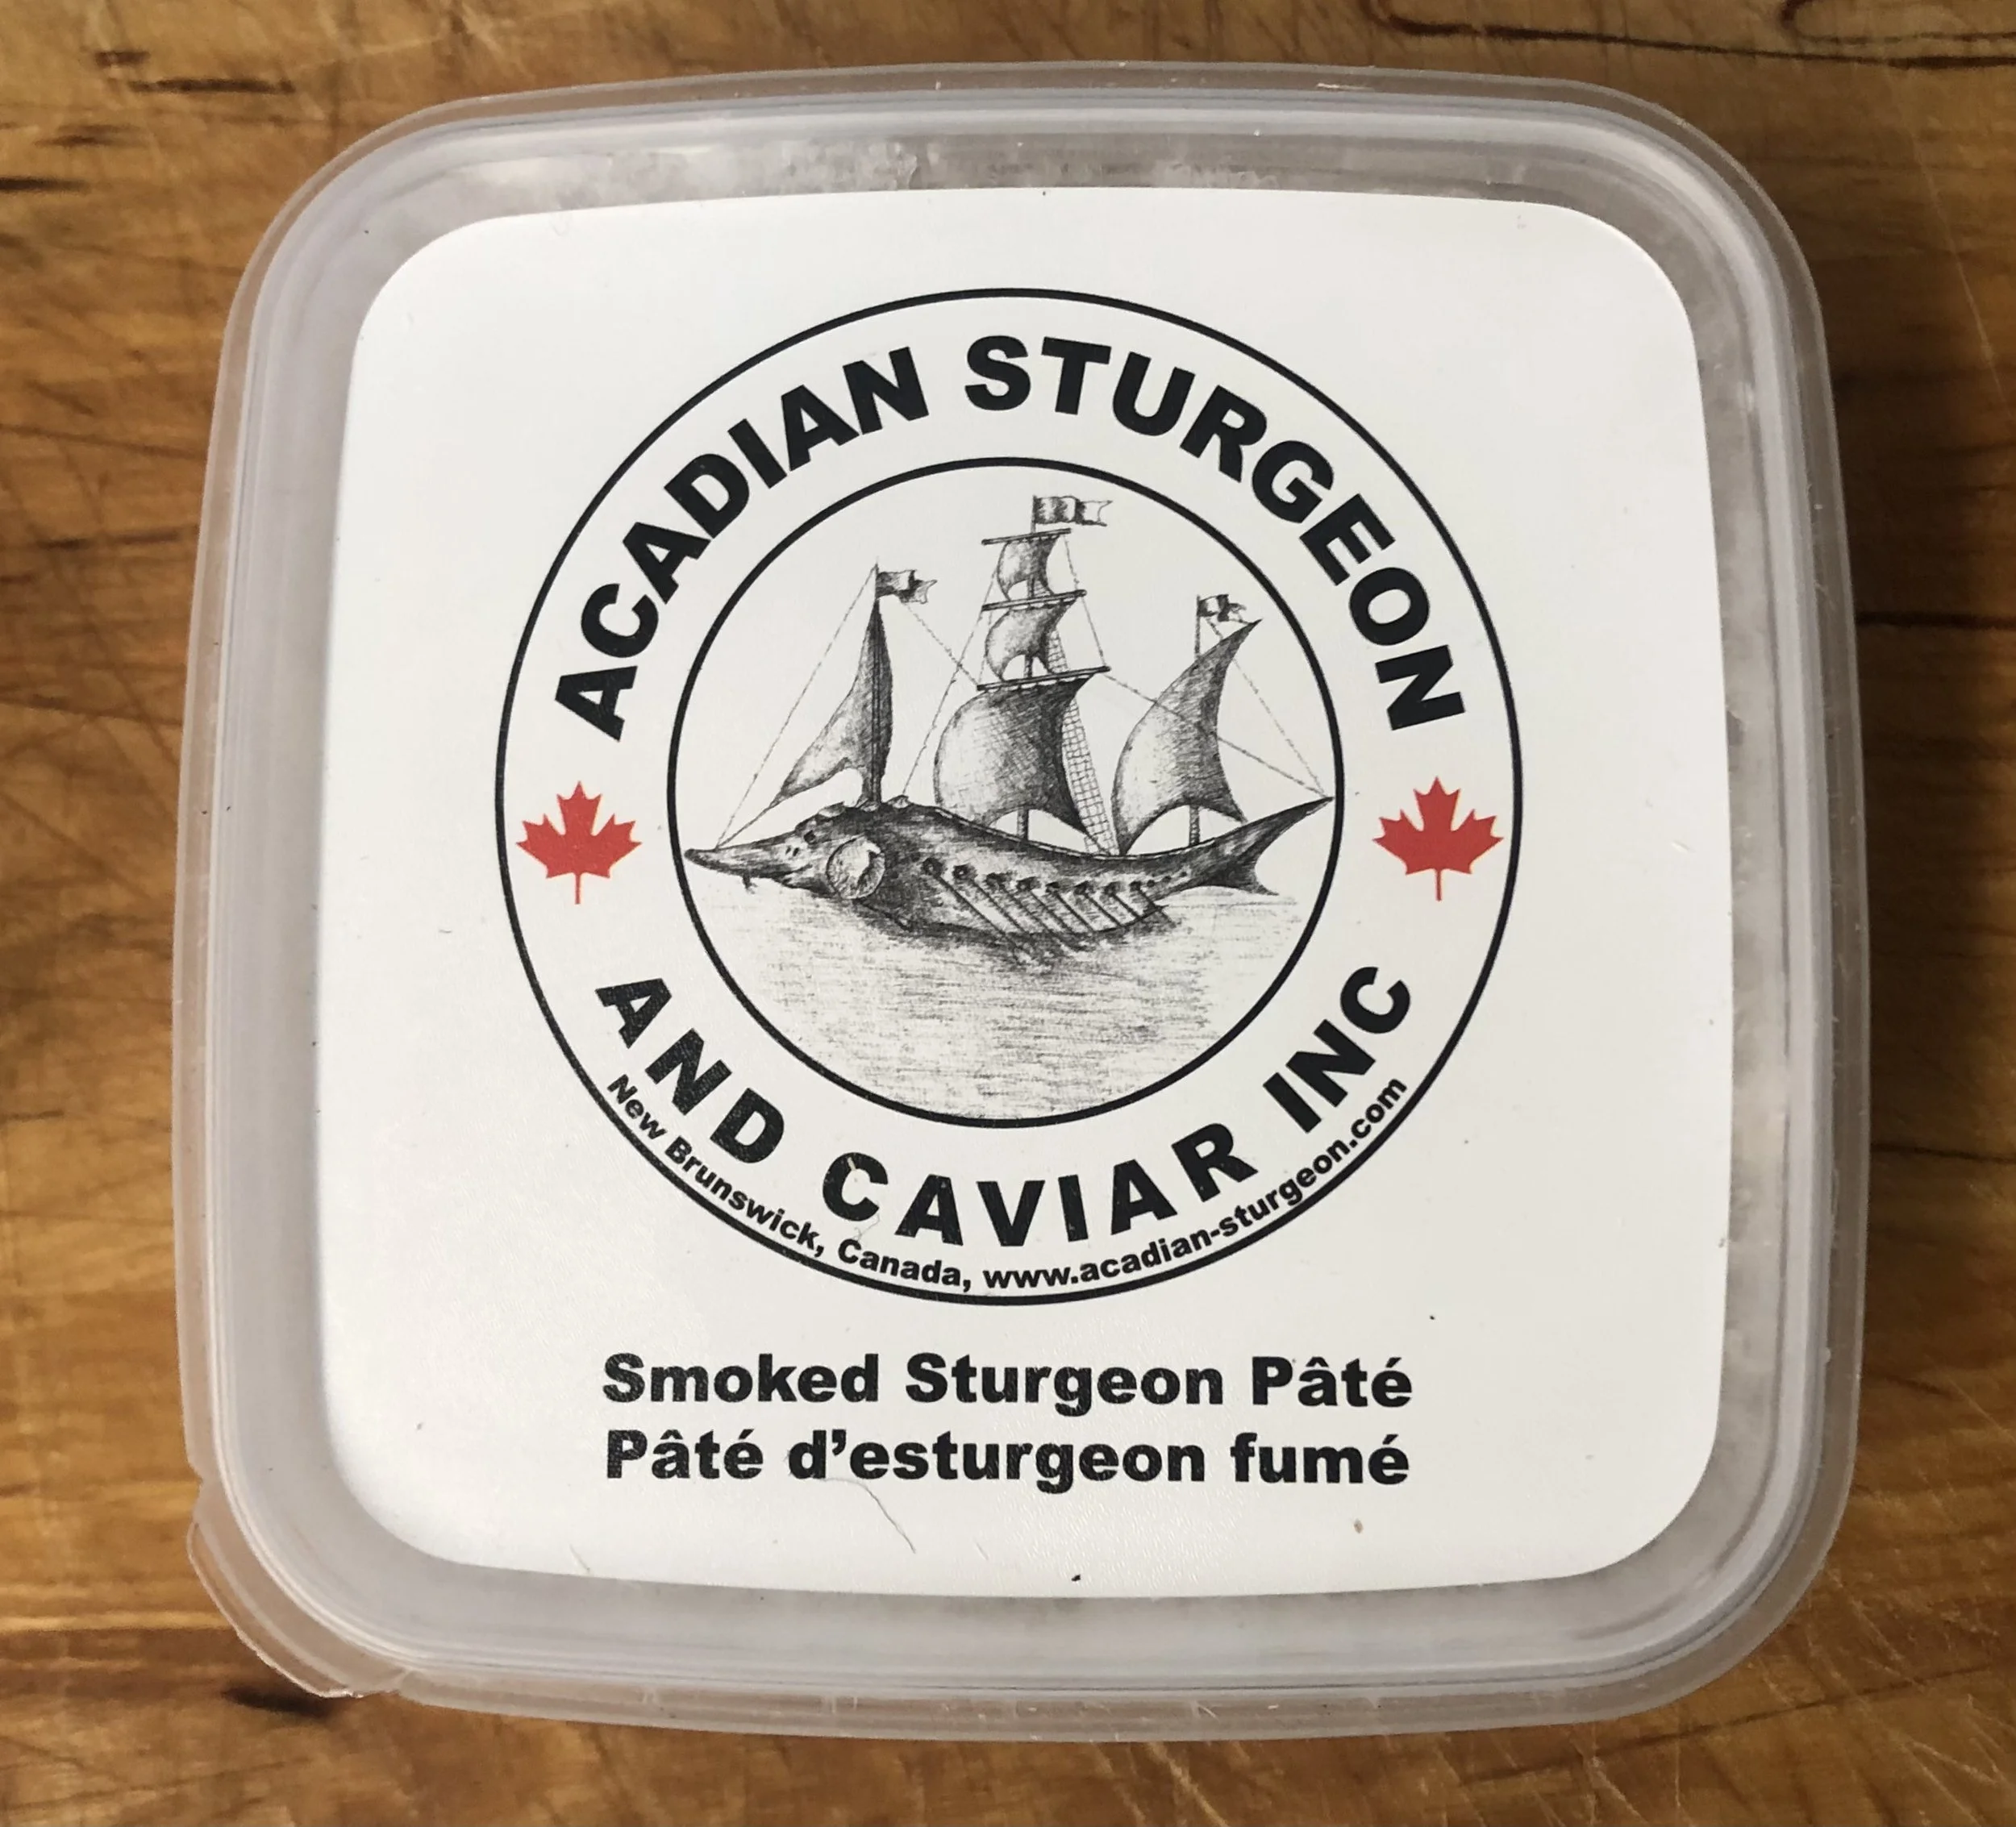 ACADIAN STURGEON
AND CAVIAR INC
New Brunswick, Canada, www.acadian-sturgeon.com
Smoked Sturgeon Pâté
Pâté d’esturgeon fumé